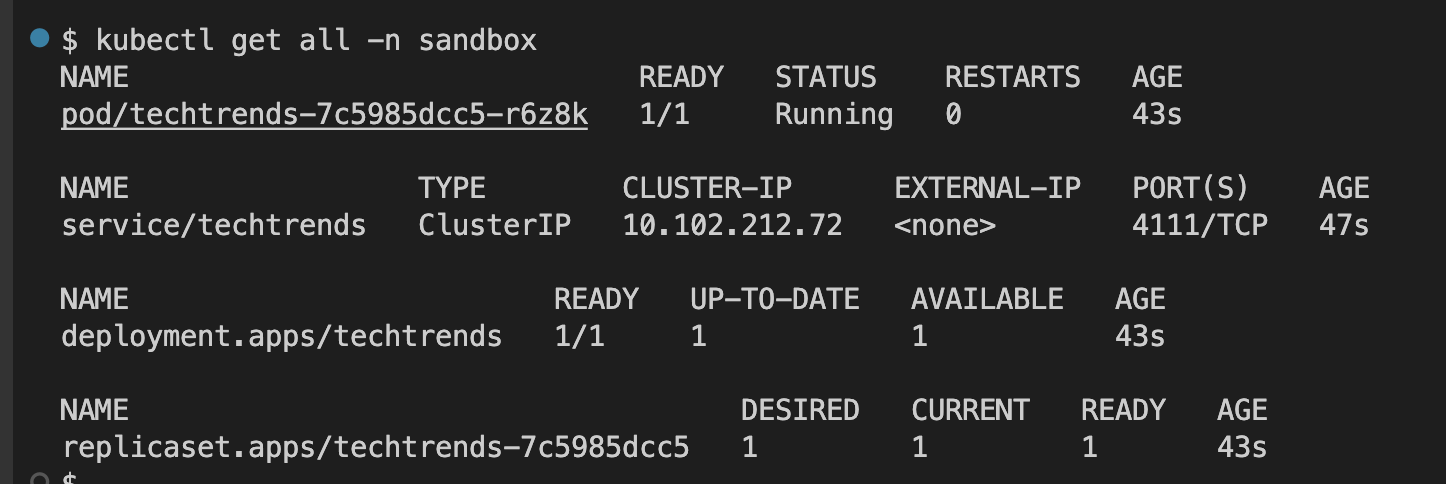 $ kubectl get all -n sandbox
NAME READY STATUS RESTARTS AGE
pod/techtrends-7c5985dcc5-r6z8k 1/1 Running 0 43s
NAME TYPE CLUSTER-IP EXTERNAL-IP PORT(S) AGE
service/techtrends ClusterIP 10.102.212.72 <none> 4111/TCP 47s
NAME READY UP-TO-DATE AVAILABLE AGE
deployment.apps/techtrends 1/1 1 1 43s
NAME DESIRED CURRENT READY AGE
replicaset.apps/techtrends-7c5985dcc5 1 1 1 43s
$